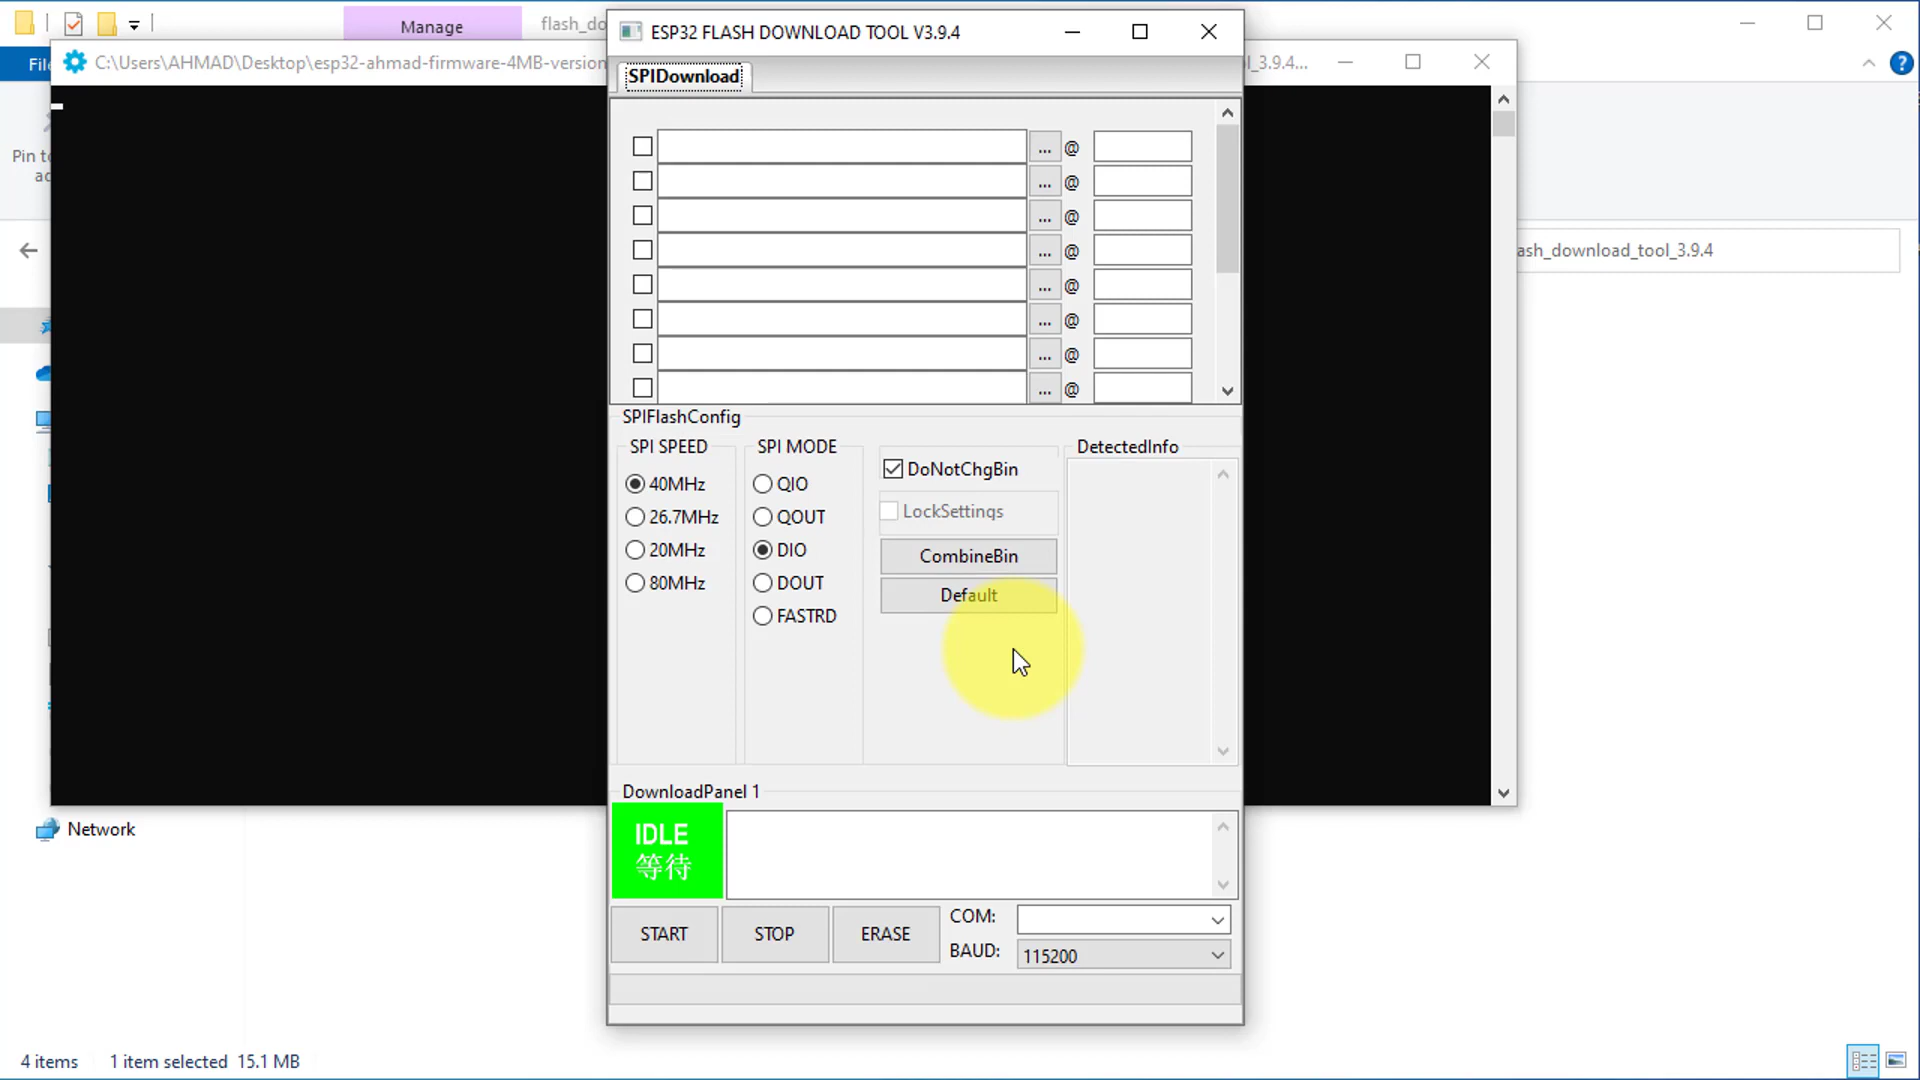 Manage
flash_do
File
C:\Users\AHMAD\Desktop\esp32-ahmad-firmware-4MB-version
ESP32 FLASH DOWNLOAD TOOL V3.9.4
l_3.9.4...
?
SPIDownload
Pin to
... @
... @
... @
... @
... @
... @
... @
... @
ash_download_tool_3.9.4
SPIFlashConfig
SPI SPEED
40MHz
26.7MHz
20MHz
80MHz
SPI MODE
QIO
QOUT
DIO
DOUT
FASTRD
DoNotChgBin
LockSettings
CombineBin
Default
DetectedInfo
DownloadPanel 1
IDLE
等待
START
STOP
ERASE
COM:
BAUD:
115200
Network
4 items
1 item selected 15.1 MB